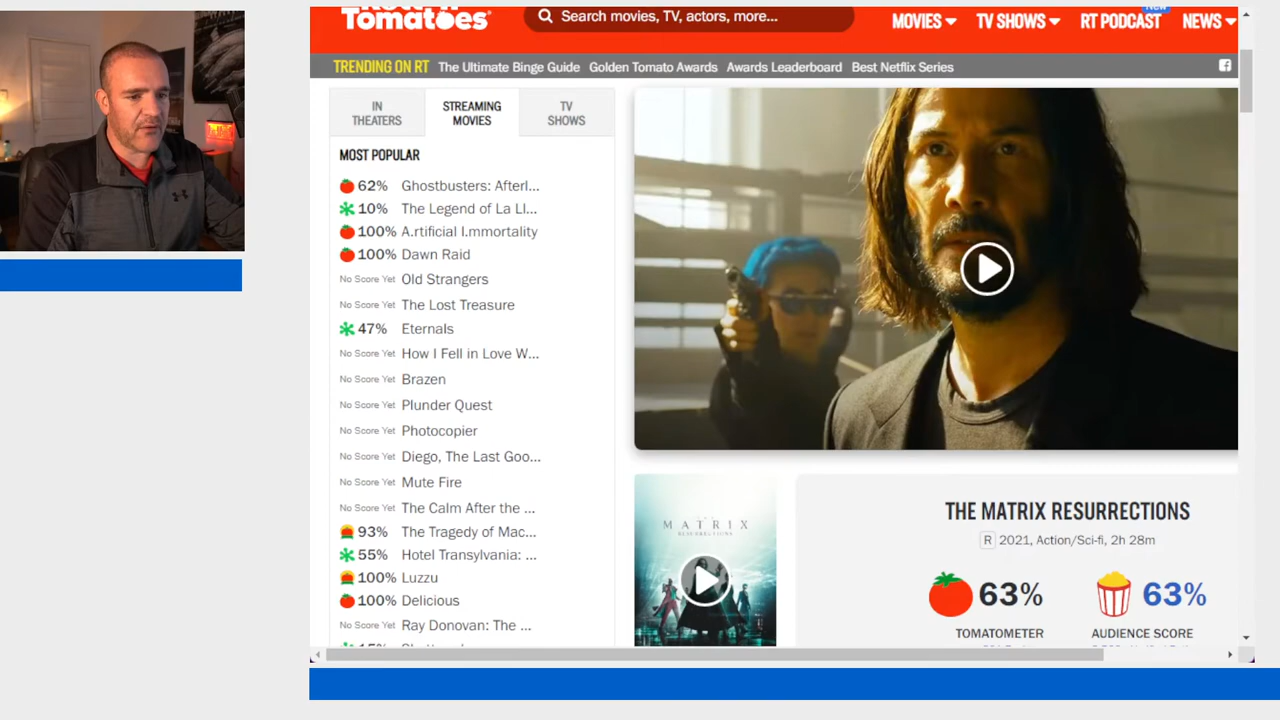 Tomatoes
Search movies, TV, actors, more...
MOVIES
TV SHOWS
RT PODCAST
New
NEWS
TRENDING ON RT
The Ultimate Binge Guide
Golden Tomato Awards
Awards Leaderboard
Best Netflix Series
IN THEATERS
STREAMING MOVIES
TV SHOWS
MOST POPULAR
62% Ghostbusters: Afterl...
10% The Legend of La Ll...
100% A.rtificial I.mmortality
100% Dawn Raid
No Score Yet Old Strangers
No Score Yet The Lost Treasure
47% Eternals
No Score Yet How I Fell in Love W...
No Score Yet Brazen
No Score Yet Plunder Quest
No Score Yet Photocopier
No Score Yet Diego, The Last Goo...
No Score Yet Mute Fire
No Score Yet The Calm After the ...
93% The Tragedy of Mac...
55% Hotel Transylvania: ...
100% Luzzu
100% Delicious
No Score Yet Ray Donovan: The ...
MATRIX
RESURRECTIONS
THE MATRIX RESURRECTIONS
R 2021, Action/Sci-fi, 2h 28m
63%
63%
TOMATOMETER
AUDIENCE SCORE